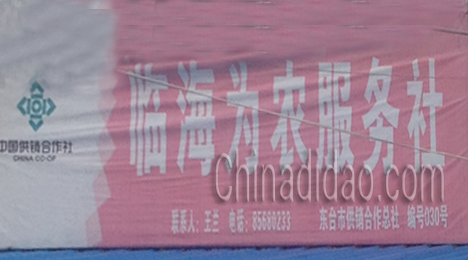 中国供销合作社
CHINA CO-OP
临海为农服务社
Chinadidao.com
联系人：王兰 电话：85680233 东台市供销合作总社 编号030号